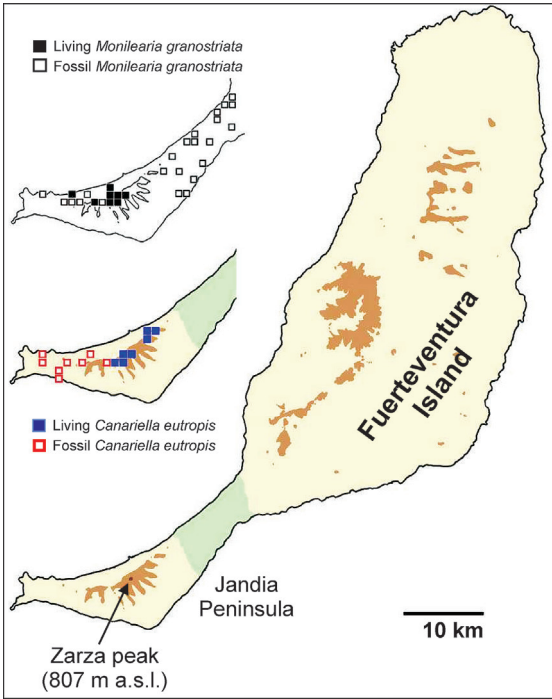 Living Monilearia granostriata
Fossil Monilearia granostriata
Living Canariella eutropis
Fossil Canariella eutropis
Fuerteventura
Island
Jandia
Peninsula
Zarza peak
(807 m a.s.l.)
10 km